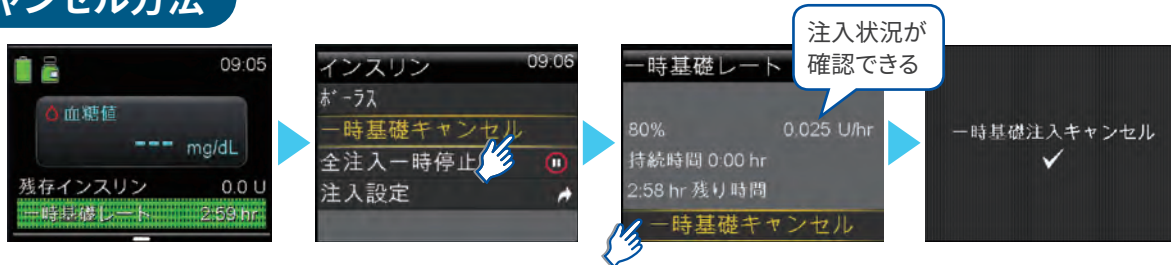 ャンセル方法
09:05
血糖値
--- mg/dL
残存インスリン 0.0 U
一時基礎レート 2:59 hr
インスリン 09:06
ボーラス
一時基礎キャンセル
全注入一時停止
注入設定
一時基礎レート
注入状況が
確認できる
80% 0.025 U/hr
持続時間 0:00 hr
2:58 hr 残り時間
一時基礎キャンセル
一時基礎注入キャンセル